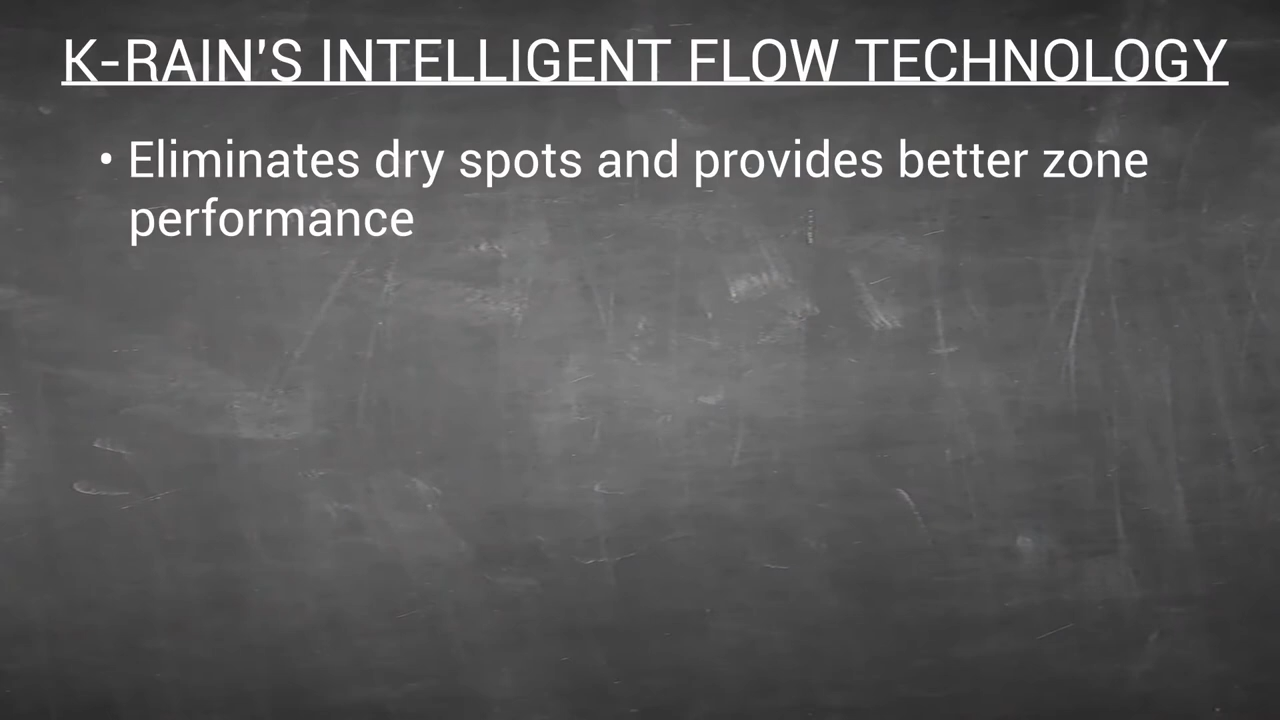 K-RAIN'S INTELLIGENT FLOW TECHNOLOGY
• Eliminates dry spots and provides better zone
performance